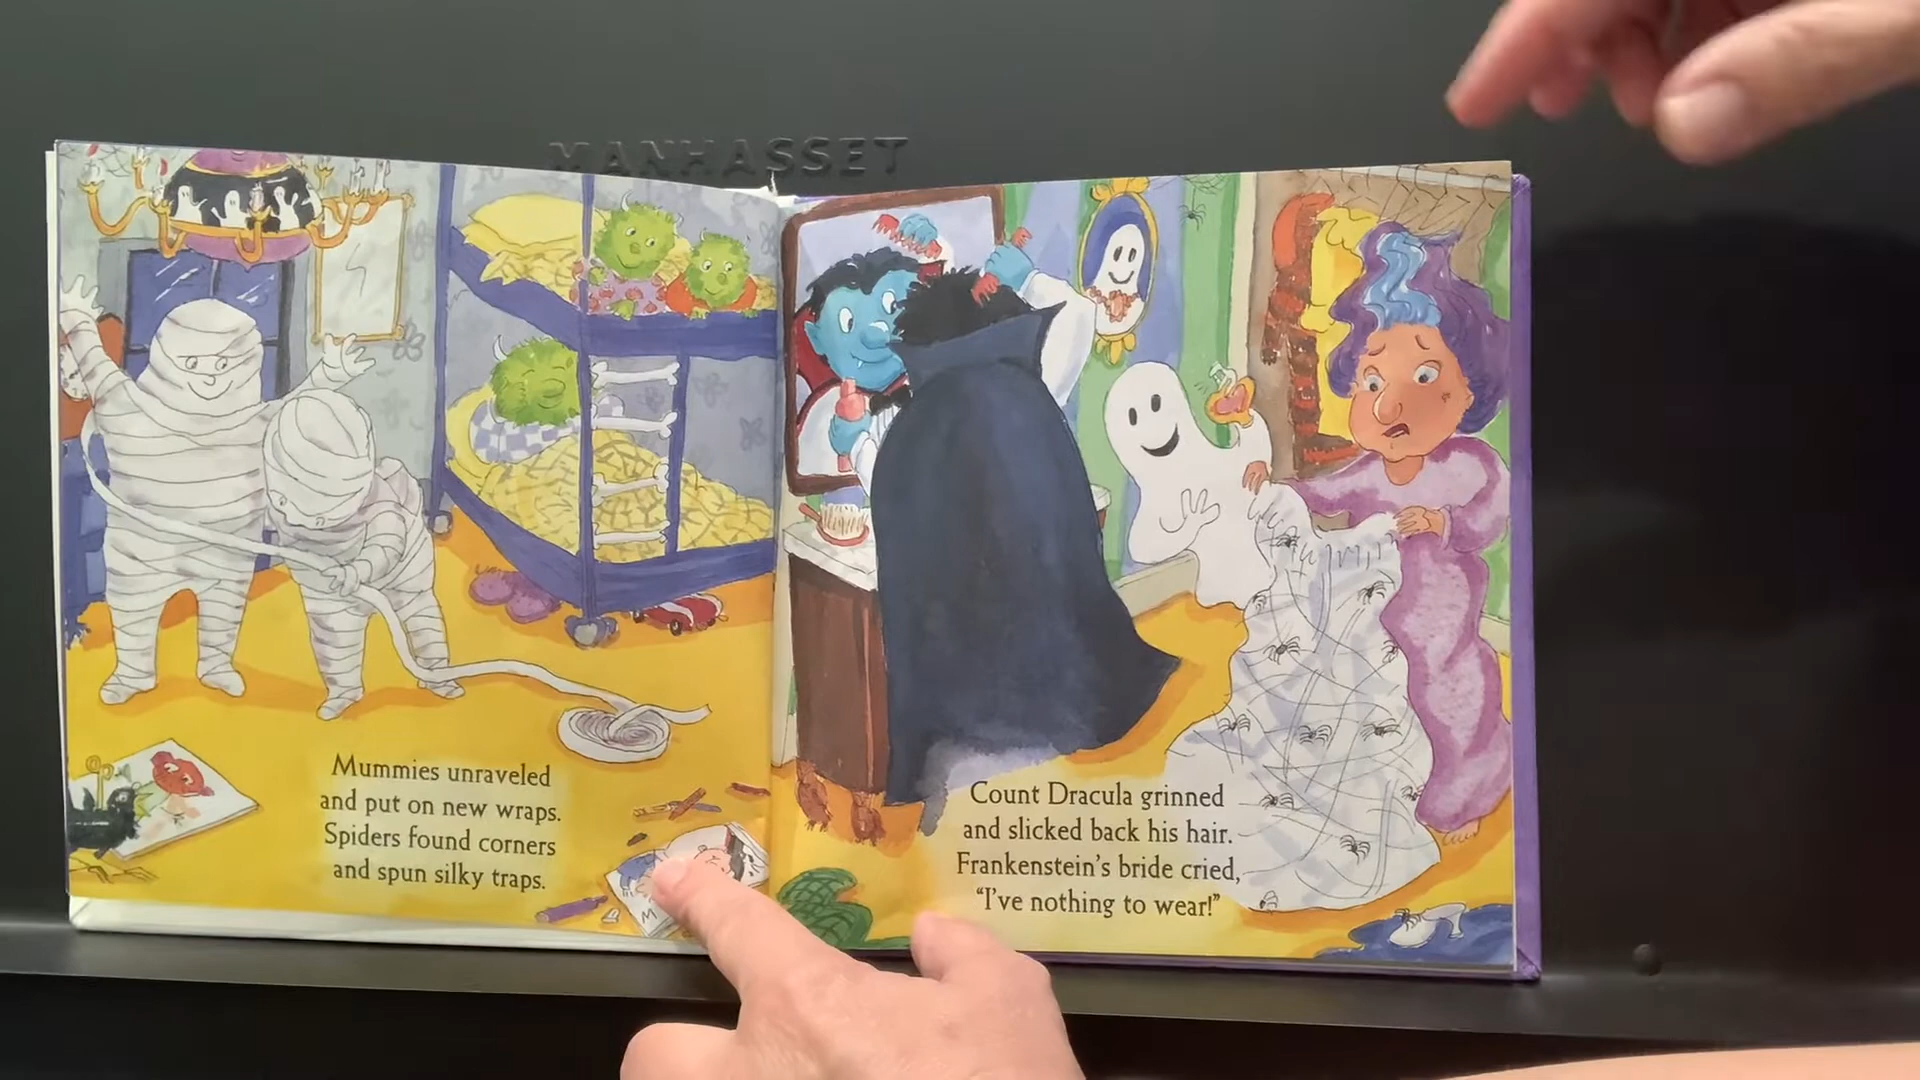 MANHASSET
Mummies unraveled
and put on new wraps.
Spiders found corners
and spun silky traps.
M
Count Dracula grinned
and slicked back his hair.
Frankenstein's bride cried,
"I've nothing to wear!"